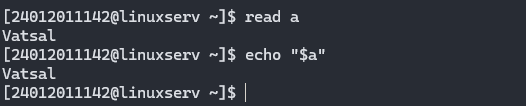 [24012011142@linuxserv ~]$ read a
Vatsal
[24012011142@linuxserv ~]$ echo "$a"
Vatsal
[24012011142@linuxserv ~]$